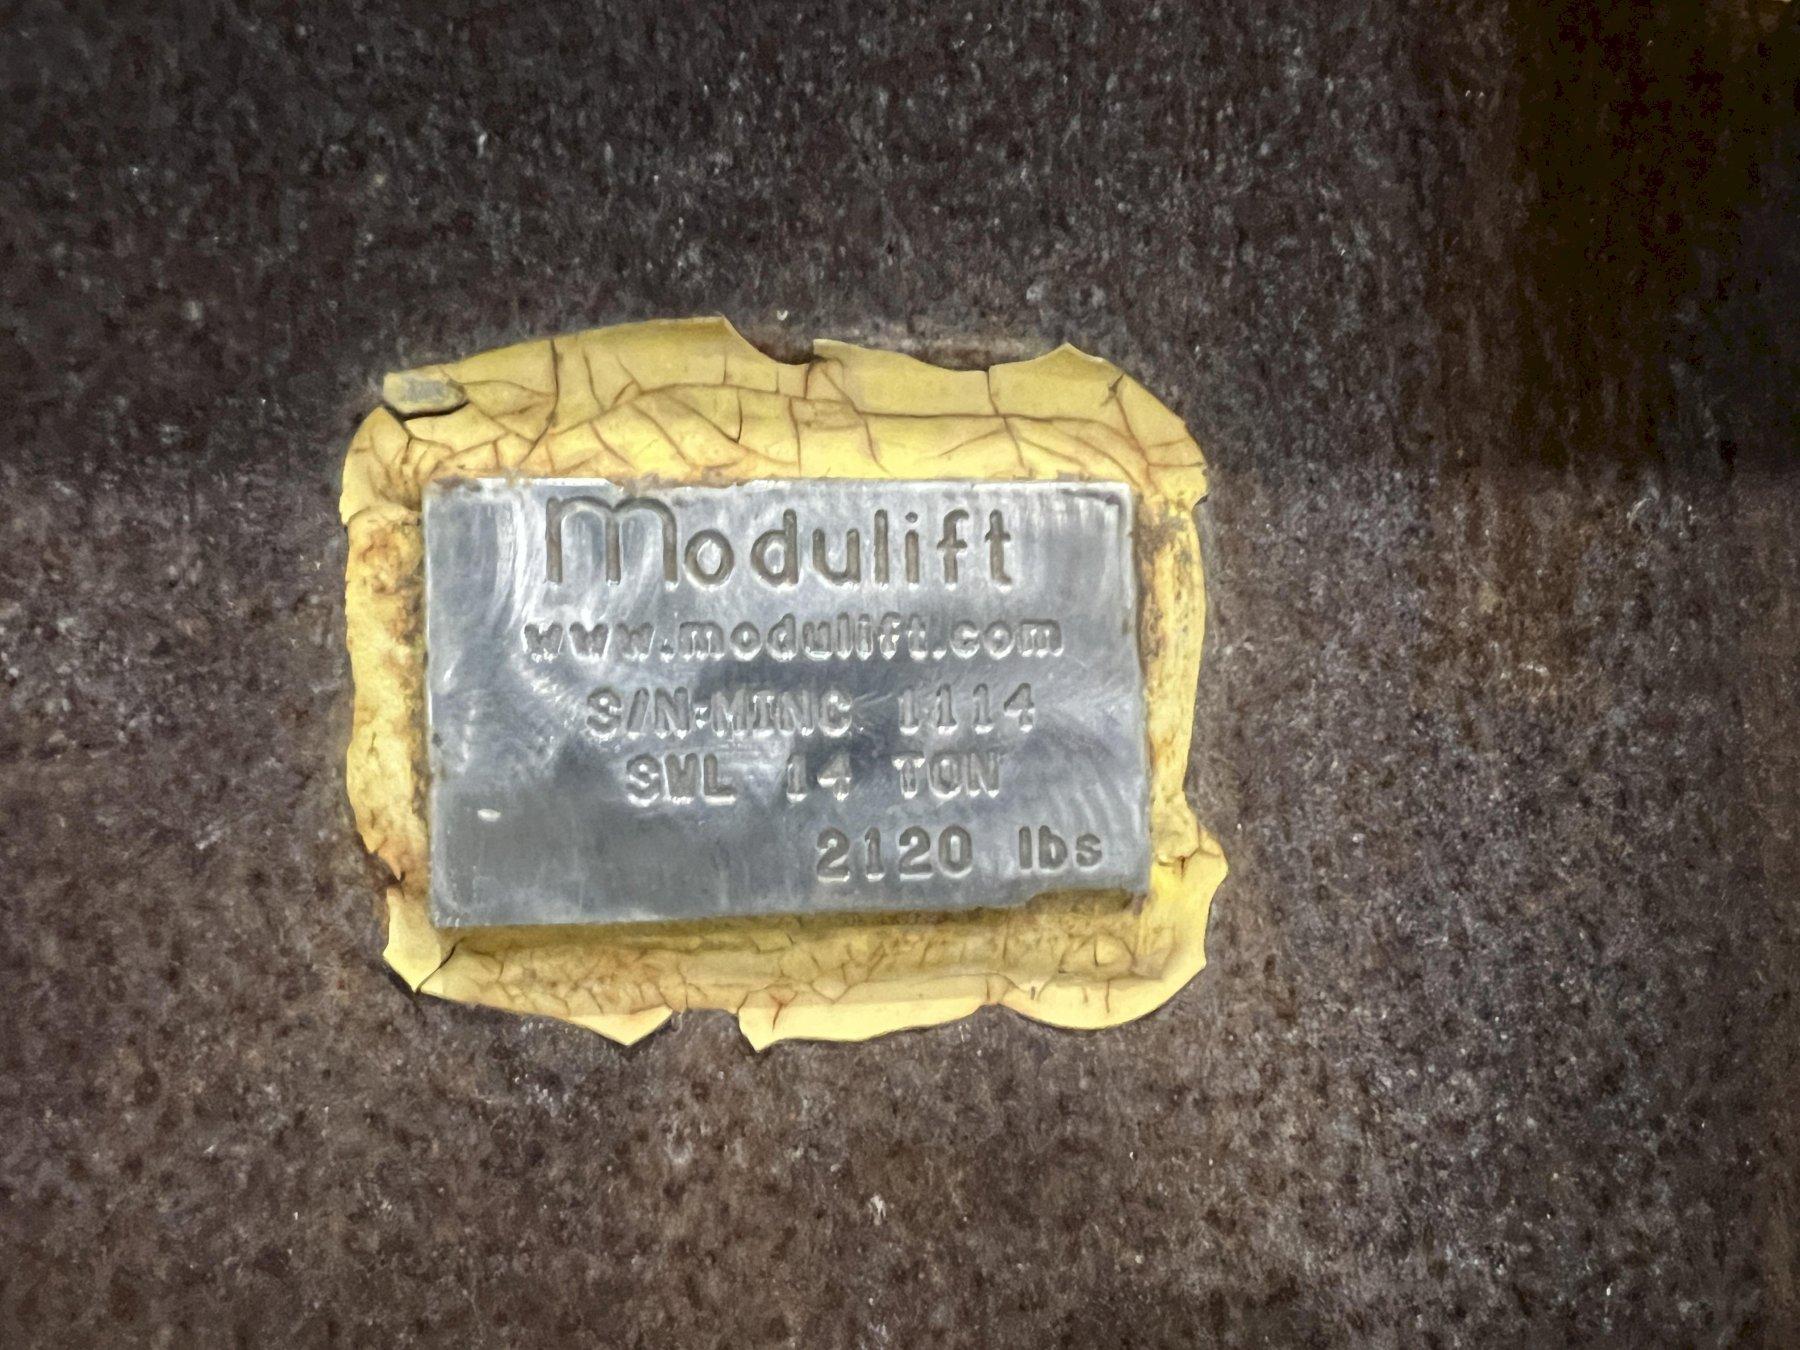 Modulift
www.modulift.com
S/N:MINC 1114
SWL 14 TON
2120 lbs